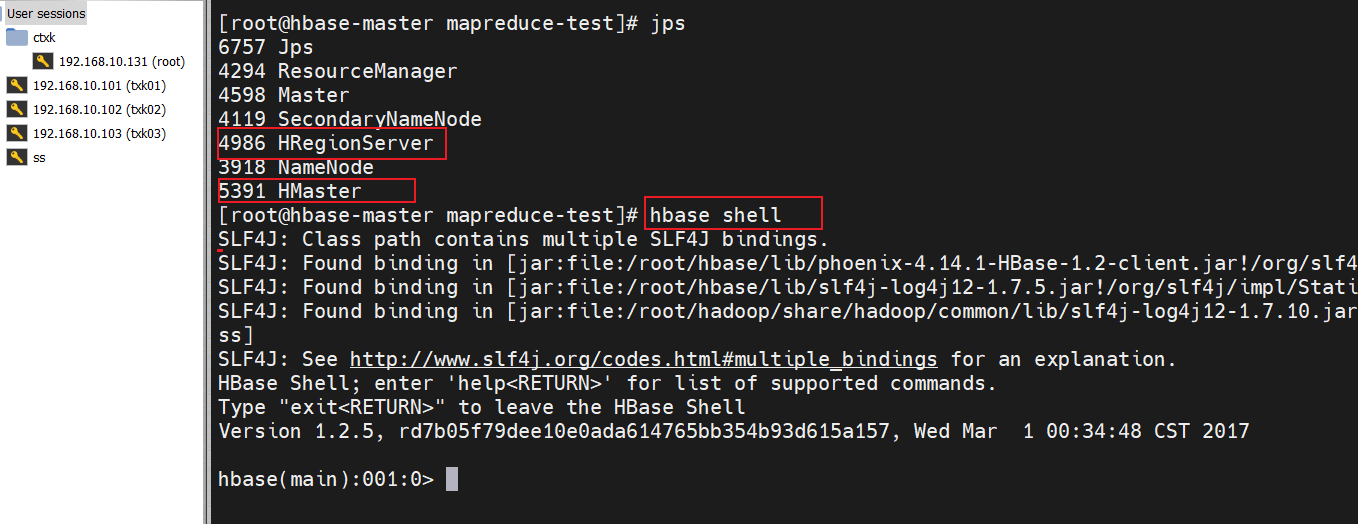 User sessions
ctxk
192.168.10.131 (root)
192.168.10.101 (txk01)
192.168.10.102 (txk02)
192.168.10.103 (txk03)
ss
[root@hbase-master mapreduce-test]# jps
6757 Jps
4294 ResourceManager
4598 Master
4119 SecondaryNameNode
4986 HRegionServer
3918 NameNode
5391 HMaster
[root@hbase-master mapreduce-test]# hbase shell
SLF4J: Class path contains multiple SLF4J bindings.
SLF4J: Found binding in [jar:file:/root/hbase/lib/phoenix-4.14.1-HBase-1.2-client.jar!/org/slf4
SLF4J: Found binding in [jar:file:/root/hbase/lib/slf4j-log4j12-1.7.5.jar!/org/slf4j/impl/Stati
SLF4J: Found binding in [jar:file:/root/hadoop/share/hadoop/common/lib/slf4j-log4j12-1.7.10.jar
ss]
SLF4J: See http://www.slf4j.org/codes.html#multiple_bindings for an explanation.
HBase Shell; enter 'help<RETURN>' for list of supported commands.
Type "exit<RETURN>" to leave the HBase Shell
Version 1.2.5, rd7b05f79dee10e0ada614765bb354b93d615a157, Wed Mar  1 00:34:48 CST 2017
hbase(main):001:0>